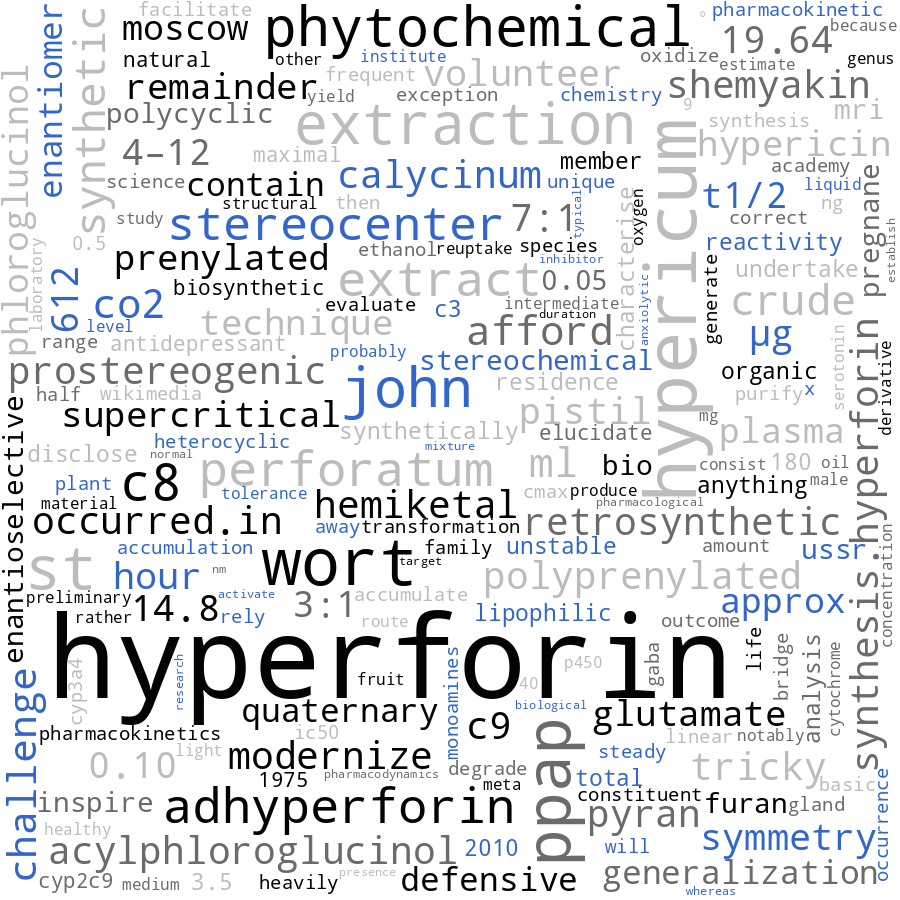 facilitate
pharmacokinetic
moscow phytochemical 19.64 because
natural other institute oxidize estimate genus
enantiomer synthetic remainder frequent volunteer shemyakin
yield exception chemistry
polycyclic extraction 9 synthesis mri
4–12 maximal member hypericin
science contain calycinum unique academy
structural then t1/2 liquid
study stereocenter 7:1 typical characterise oxygen correct ng
phloroglucinol laboratory 0.5 ethanol reuptake species reactivity pregnane establish
prenylated inhibitor
612 biosynthetic extract 0.05 undertake
co2 evaluate c3 intermediate anxiolytic generate crude
level technique duration
range antidepressant afford µg
probably stereochemical
prostereogenic john residence organic serotonin derivative
half wikimedia purify x
supercritical pistil mg hypericum
heterocyclic synthetically elucidate plasma
disclose normal mixture
perforatum ml bio consist 180 oil
plant c8 tolerance cmax produce anything male
material hemiketal pharmacological
enantioselective occurred.in away transformation retrosynthetic
accumulation wort family unstable amount ussr
st hour nm target polyprenylated concentration
preliminary 14.8 activate 3:1 accumulate approx
rather rely route lipophilic outcome
hyperforin life
cyp3a4 research fruit p450 gaba bridge analysis cytochrome synthesis.hyperforin
40
challenge quaternary monoamines biological glutamate
pharmacokinetics ic50 c9 linear notably
light modernize steady
0.10 1975 pharmacodynamics degrade meta ppap total tricky basic
inspire adhyperforin constituent furan gland occurrence
healthy pyran
acylphloroglucinol 2010 will symmetry
cyp2c9 medium 3.5 heavily presence defensive generalization
whereas
o